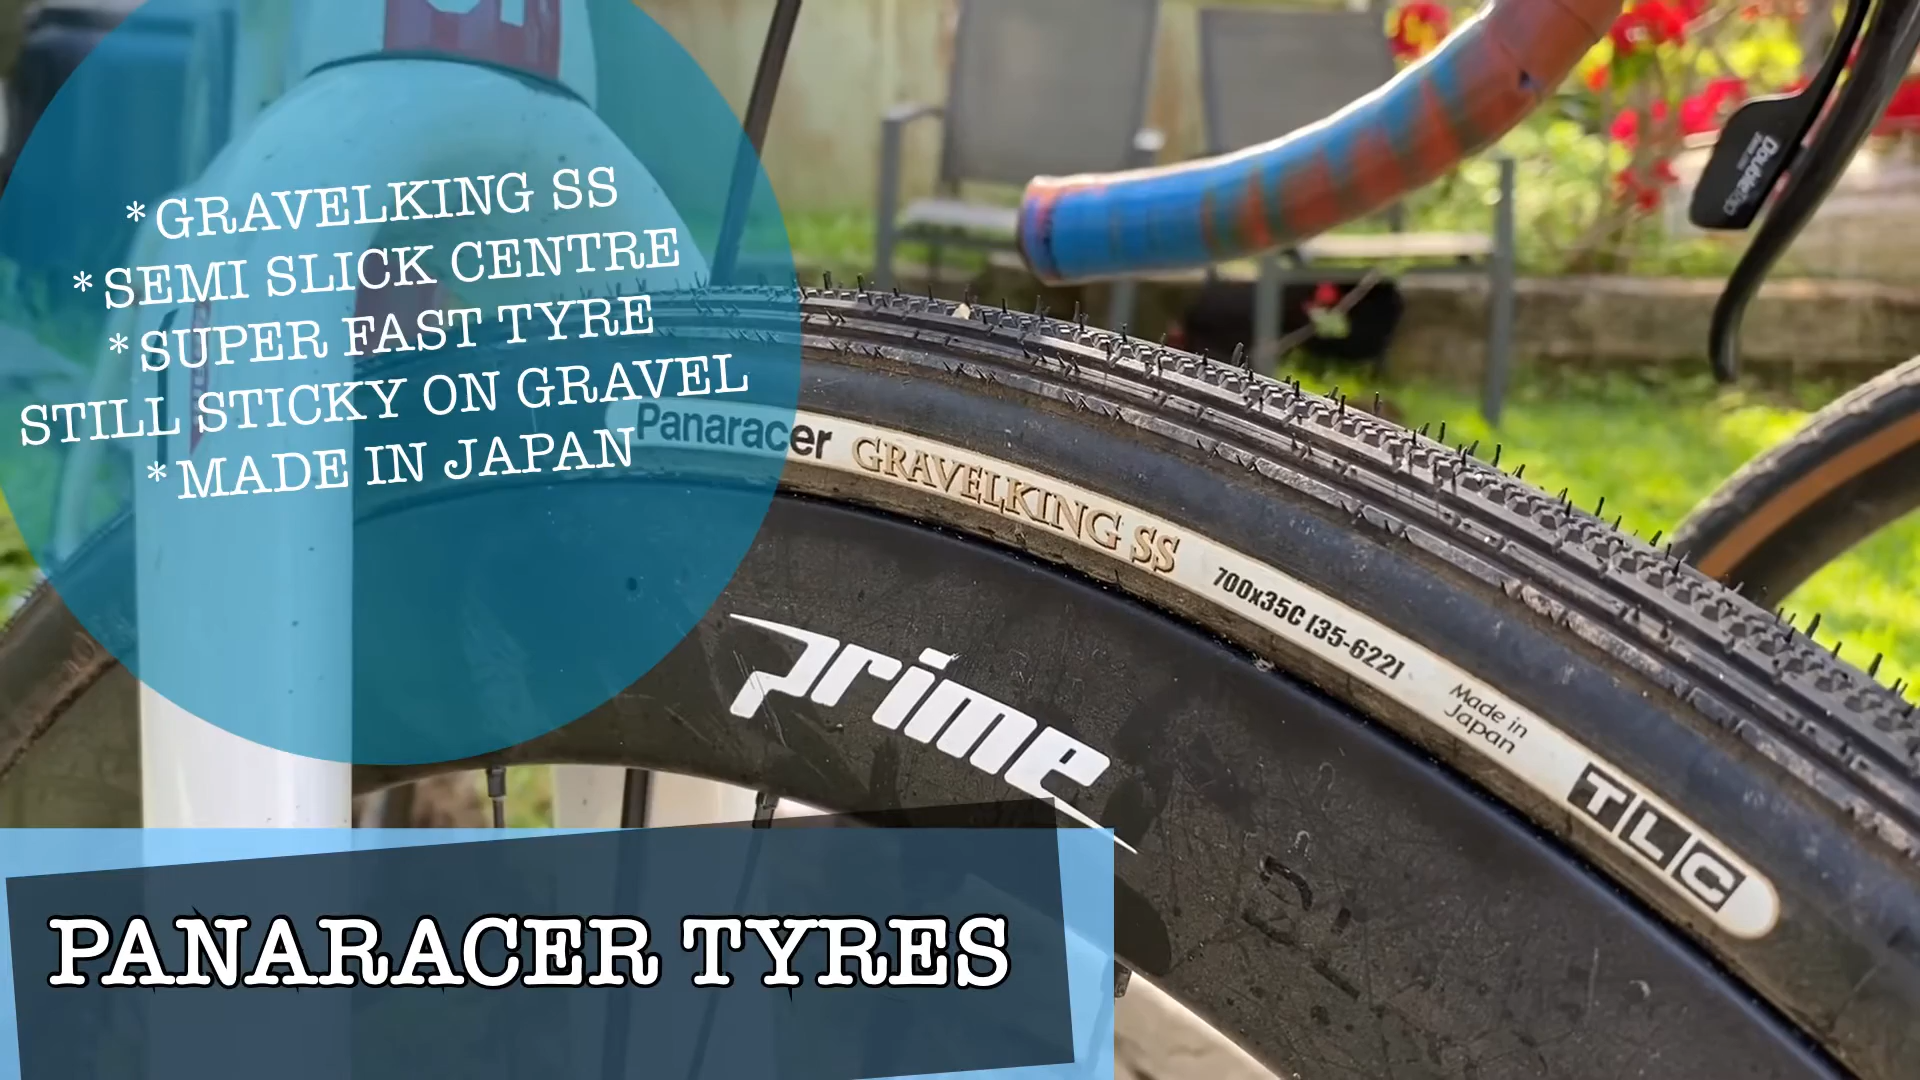 *GRAVELKING SS
*SEMI SLICK CENTRE
*SUPER FAST TYRE
STILL STICKY ON GRAVEL
*MADE IN JAPAN
Panaracer GRAVELKING SS 700x35C (35-622) Made in
Japan
TLC
prime
DoubleTap
PANARACER TYRES